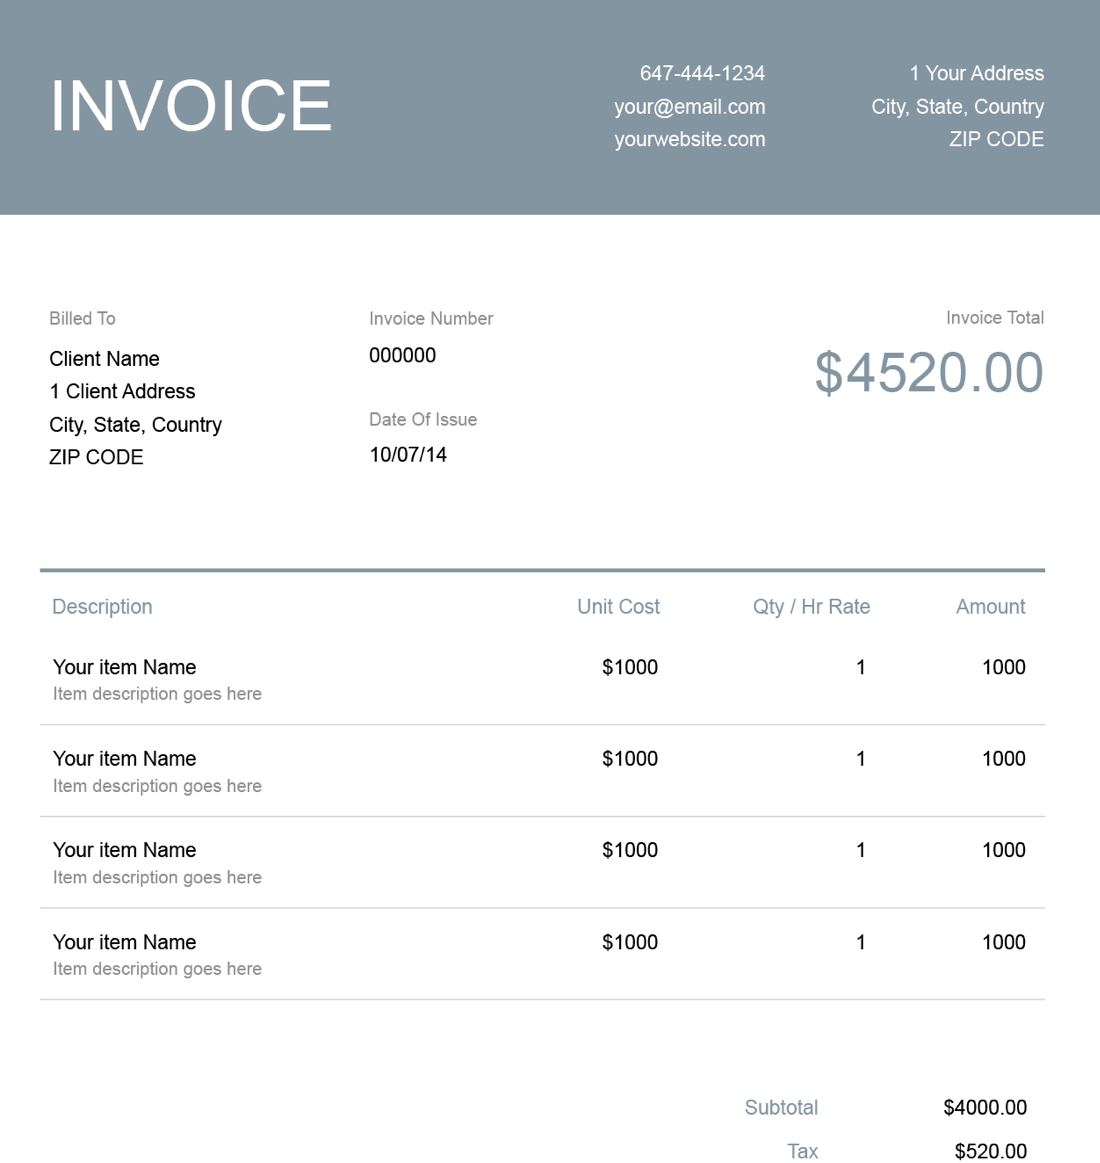 INVOICE
647-444-1234
your@email.com
yourwebsite.com
1 Your Address
City, State, Country
ZIP CODE
Billed To
Client Name
1 Client Address
City, State, Country
ZIP CODE
Invoice Number
000000
Date Of Issue
10/07/14
Invoice Total
$4520.00
Description Unit Cost Qty / Hr Rate Amount
Your item Name $1000 1 1000
Item description goes here
Your item Name $1000 1 1000
Item description goes here
Your item Name $1000 1 1000
Item description goes here
Your item Name $1000 1 1000
Item description goes here
Subtotal $4000.00
Tax $520.00